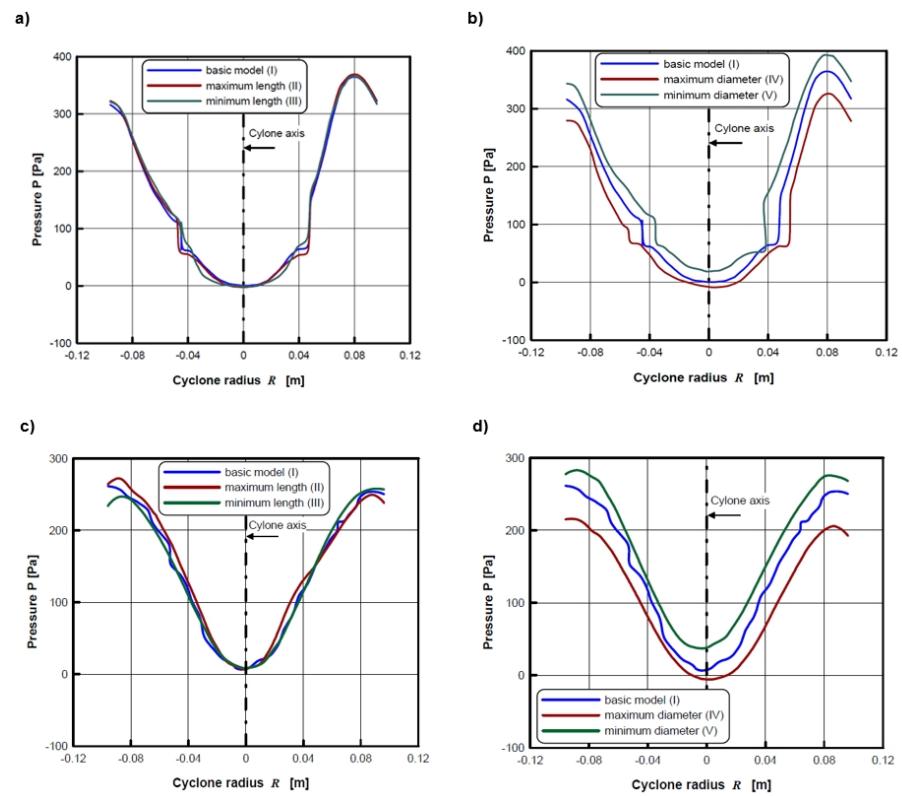 a)
400
300
200
100
0
-100
Pressure P [Pa]
basic model (I)
maximum length (II)
minimum length (III)
Cylone axis
-0.12 -0.08 -0.04 0 0.04 0.08 0.12
Cyclone radius R [m]
b)
400
300
200
100
0
-100
Pressure P [Pa]
basic model (I)
maximum diameter (IV)
minimum diameter (V)
Cylone axis
-0.12 -0.08 -0.04 0 0.04 0.08 0.12
Cyclone radius R [m]
c)
300
200
100
0
-100
Pressure P [Pa]
basic model (I)
maximum length (II)
minimum length (III)
Cylone axis
-0.12 -0.08 -0.04 0 0.04 0.08 0.12
Cyclone radius R [m]
d)
300
200
100
0
-100
Pressure P [Pa]
Cylone axis
basic model (I)
maximum diameter (IV)
minimum diameter (V)
-0.12 -0.08 -0.04 0 0.04 0.08 0.12
Cyclone radius R [m]